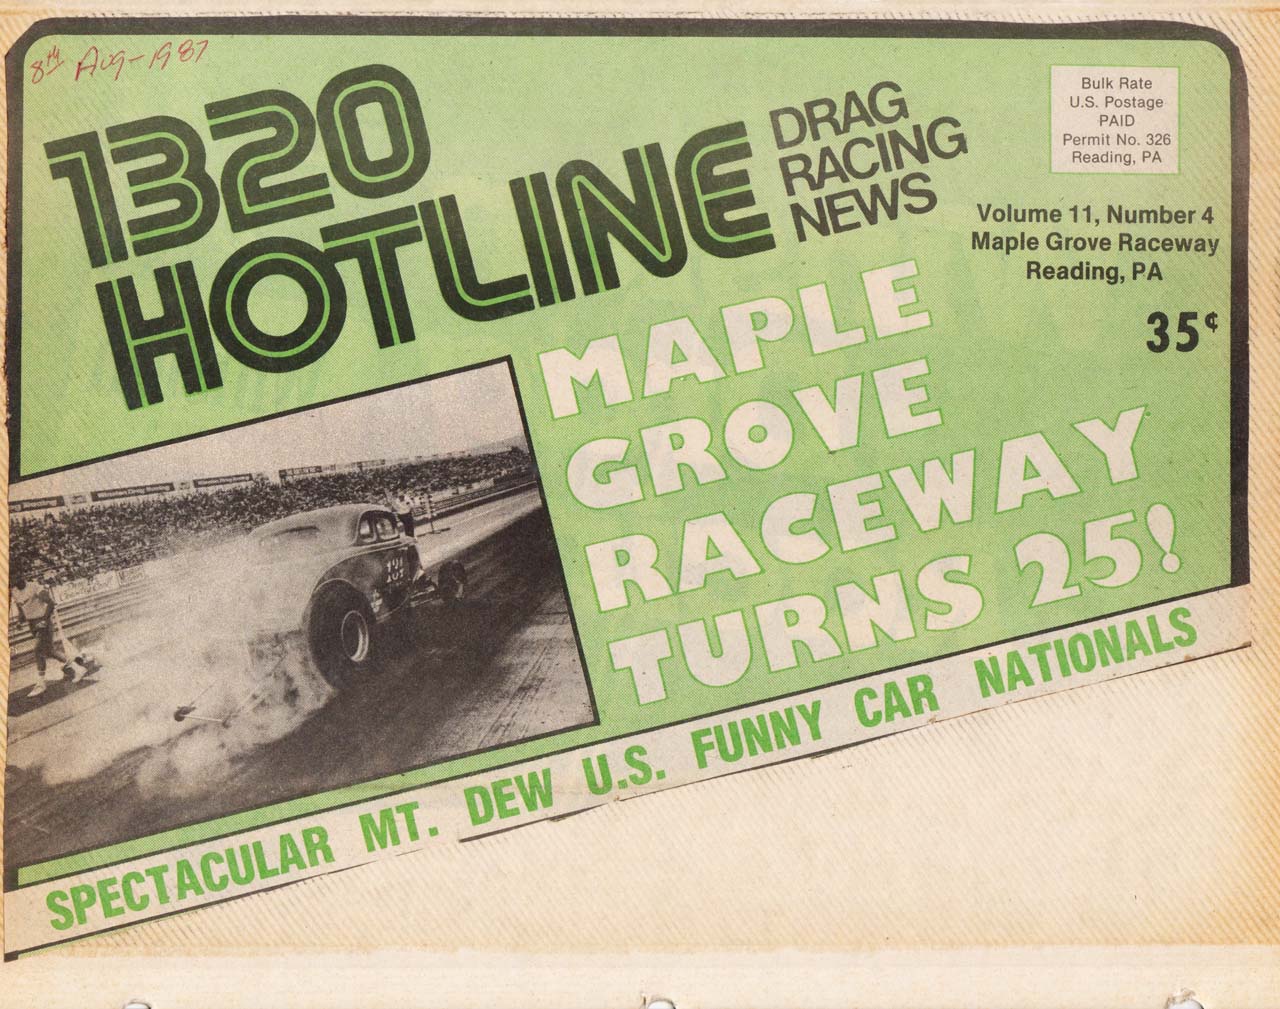 8th Aug-1987
1320
HOTLINE
DRAG
RACING
NEWS
Bulk Rate
U.S. Postage
PAID
Permit No. 326
Reading, PA
Volume 11, Number 4
Maple Grove Raceway
Reading, PA
35¢
MAPLE
GROVE
RACEWAY
TURNS 25!
SPECTACULAR MT. DEW U.S. FUNNY CAR NATIONALS